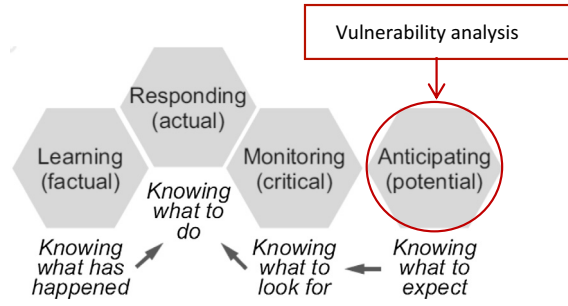 Vulnerability analysis
Responding
(actual)
Learning
(factual)
Monitoring
(critical)
Anticipating
(potential)
Knowing
what to
do
Knowing
what has
happened
Knowing
what to
look for
Knowing
what to
expect